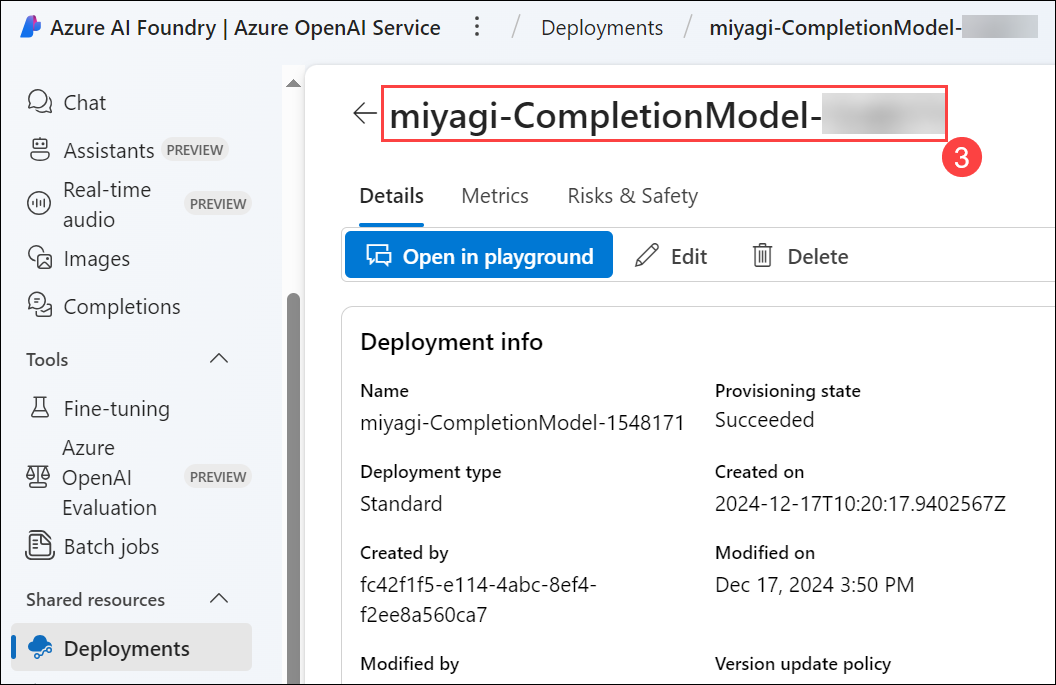 Azure AI Foundry | Azure OpenAI Service / Deployments / miyagi-CompletionModel-
Chat
Assistants PREVIEW
Real-time
audio
PREVIEW
Images
Completions
Tools
Fine-tuning
Azure
OpenAI
Evaluation
PREVIEW
Batch jobs
Shared resources
Deployments
miyagi-CompletionModel-
3
Details Metrics Risks & Safety
Open in playground Edit Delete
Deployment info
Name
miyagi-CompletionModel-1548171
Provisioning state
Succeeded
Deployment type
Standard
Created on
2024-12-17T10:20:17.9402567Z
Created by
fc42f1f5-e114-4abc-8ef4-
f2ee8a560ca7
Modified on
Dec 17, 2024 3:50 PM
Modified by
Version update policy